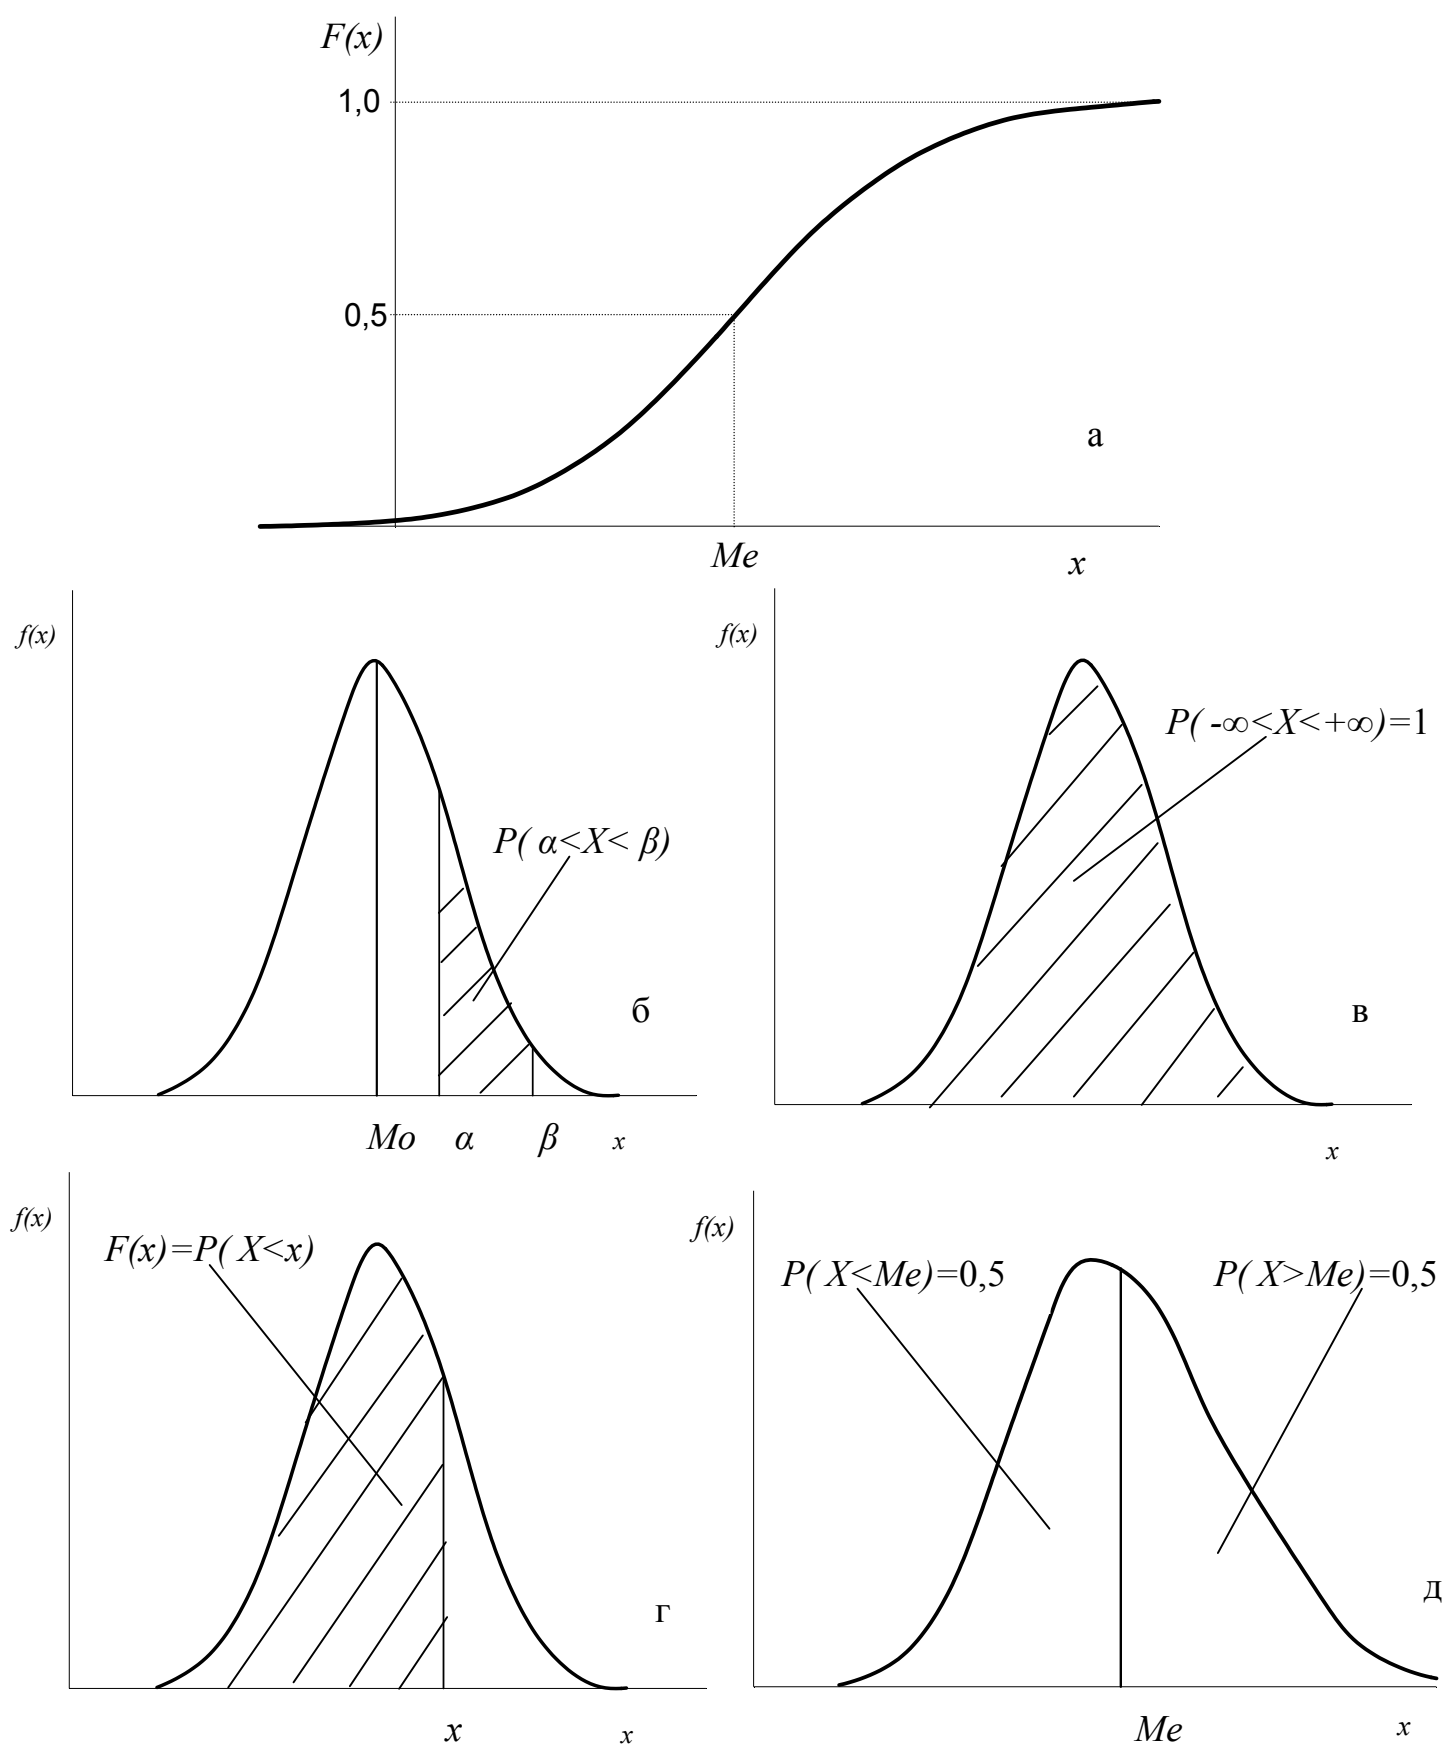 F(x)
1,0
0,5
а
Me
x
f(x)
P( α<X< β)
б
Mo α β x
f(x)
P( -∞<X<+∞)=1
в
x
f(x)
F(x)=P( X<x)
г
x x
f(x)
P( X<Me)=0,5 P( X>Me)=0,5
д
Me x